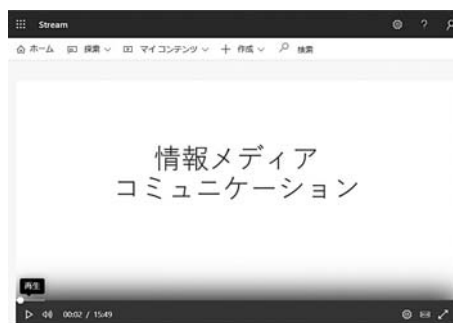 Stream
?
ホーム 探索 マイコンテンツ 作成 検索
情報メディア
コミュニケーション
再生
00:02 / 15:49